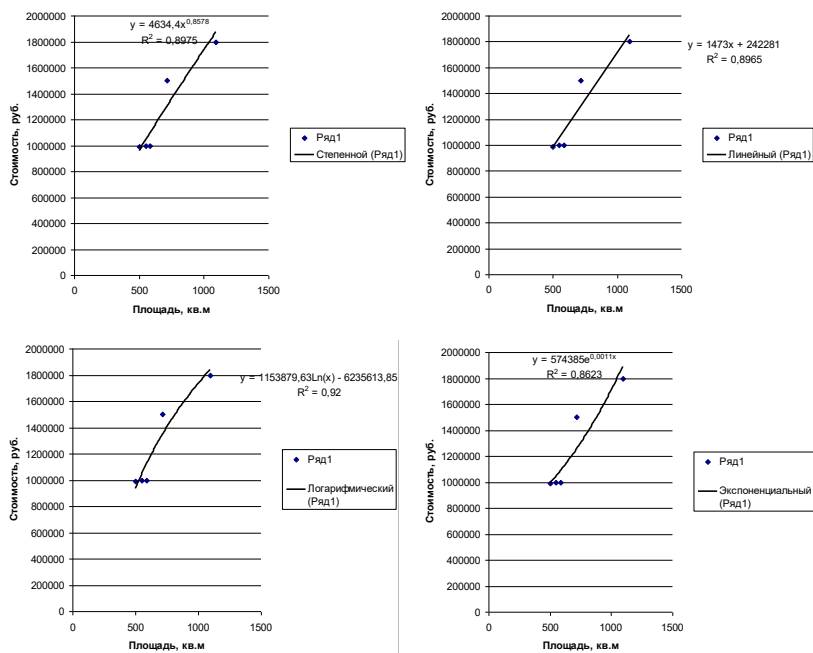 y = 4634,4x^0,8578
R² = 0,8975
2000000
1800000
1600000
1400000
1200000
1000000
800000
600000
400000
200000
0
Стоимость, руб.
0 500 1000 1500
Площадь, кв.м
Ряд1
Степенной (Ряд1)
y = 1473x + 242281
R² = 0,8965
2000000
1800000
1600000
1400000
1200000
1000000
800000
600000
400000
200000
0
Стоимость, руб.
0 500 1000 1500
Площадь, кв.м
Ряд1
Линейный (Ряд1)
y = 1153879,63Ln(x) - 6235613,85
R² = 0,92
2000000
1800000
1600000
1400000
1200000
1000000
800000
600000
400000
200000
0
Стоимость, руб.
0 500 1000 1500
Площадь, кв.м
Ряд1
Логарифмический
(Ряд1)
y = 574385e^0,0011x
R² = 0,8623
2000000
1800000
1600000
1400000
1200000
1000000
800000
600000
400000
200000
0
Стоимость, руб.
0 500 1000 1500
Площадь, кв.м
Ряд1
Экспоненциальный
(Ряд1)